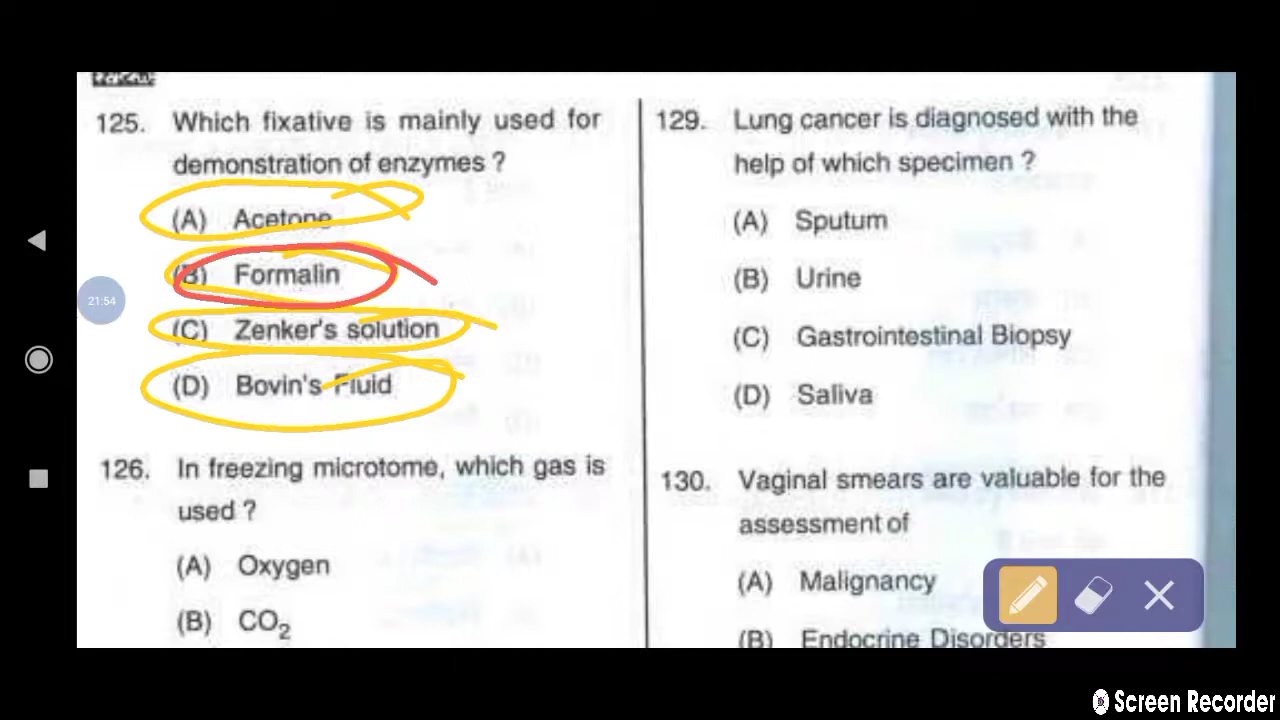 125. Which fixative is mainly used for
demonstration of enzymes ?
(A) Acetone
(B) Formalin
(C) Zenker's solution
(D) Bovin's Fluid
126. In freezing microtome, which gas is
used ?
(A) Oxygen
(B) CO2
129. Lung cancer is diagnosed with the
help of which specimen ?
(A) Sputum
(B) Urine
(C) Gastrointestinal Biopsy
(D) Saliva
130. Vaginal smears are valuable for the
assessment of
(A) Malignancy
(B) Endocrine Disorders
21:54
Screen Recorder